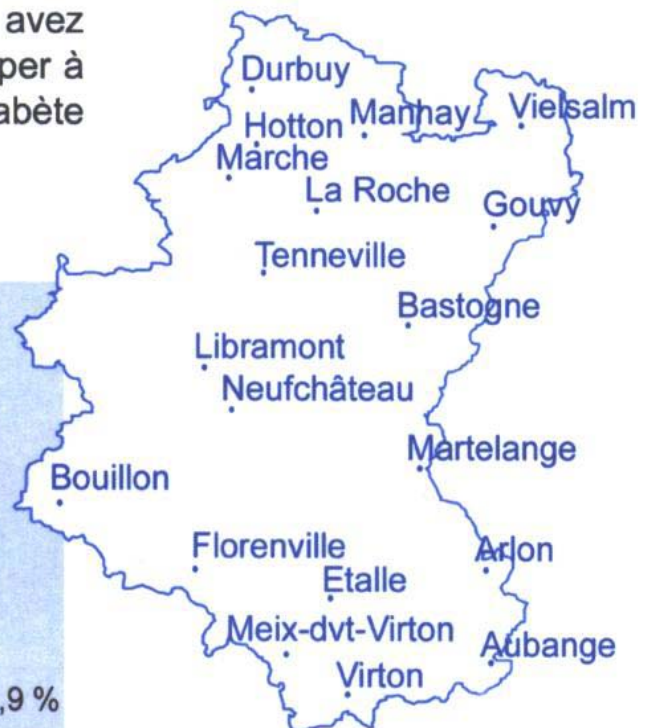 avez
per à
abète
Durbuy
Hotton
Manhay
Vielsalm
Marche
La Roche
Gouvy
Tenneville
Bastogne
Libramont
Neufchâteau
Martelange
Bouillon
Florenville
Arlon
Etalle
Meix-dvt-Virton
Aubange
Virton
,9 %